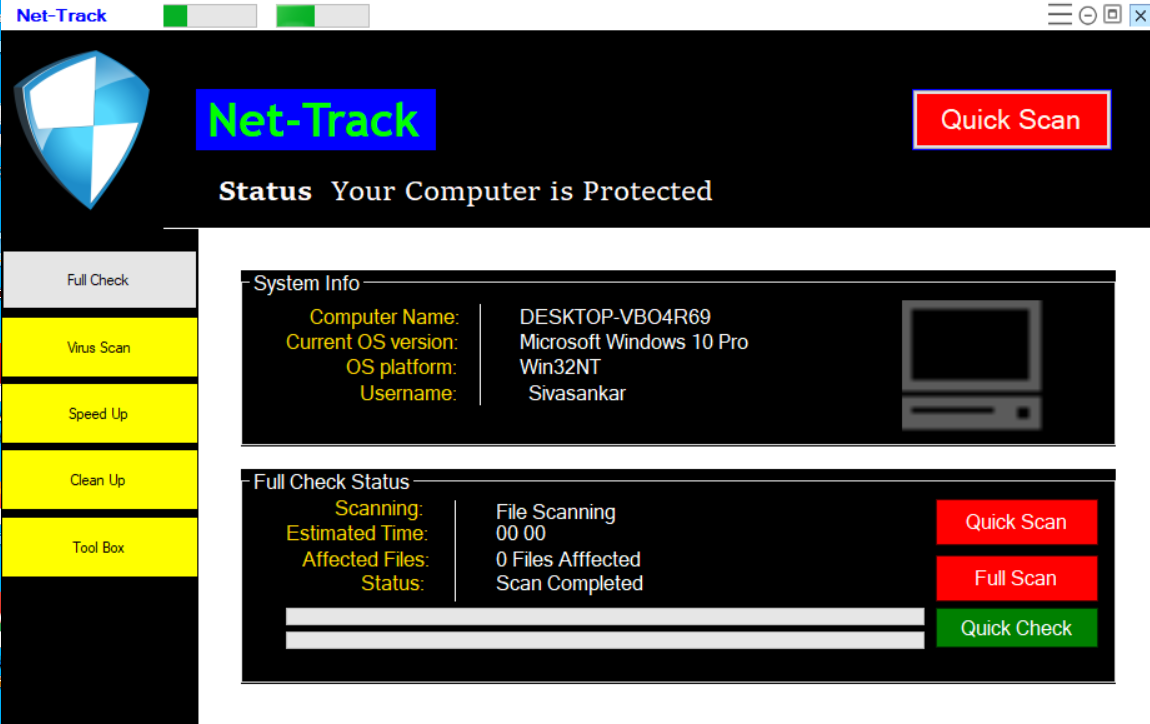 Net-Track
Net-Track
Quick Scan
Status Your Computer is Protected
Full Check
Virus Scan
Speed Up
Clean Up
Tool Box
System Info
Computer Name: DESKTOP-VBO4R69
Current OS version: Microsoft Windows 10 Pro
OS platform: Win32NT
Username: Sivasankar
Full Check Status
Scanning: File Scanning
Estimated Time: 00 00
Affected Files: 0 Files Afffected
Status: Scan Completed
Quick Scan
Full Scan
Quick Check